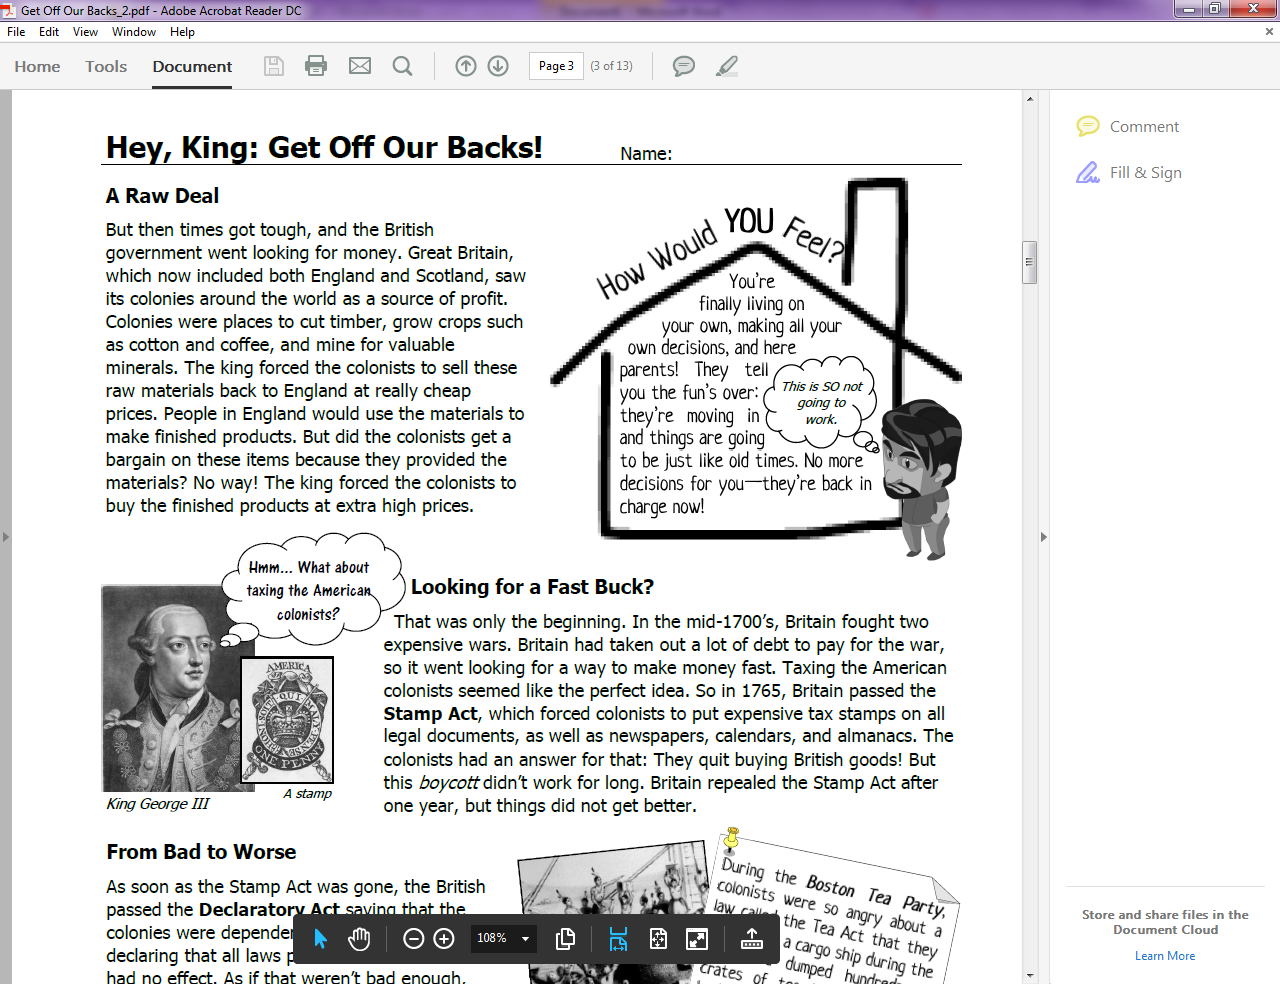 Get Off Our Backs_2.pdf - Adobe Acrobat Reader DC
File Edit View Window Help
Home Tools Document Page 3 (3 of 13)
Comment
Fill & Sign
Hey, King: Get Off Our Backs! Name:
A Raw Deal
But then times got tough, and the British
government went looking for money. Great Britain,
which now included both England and Scotland, saw
its colonies around the world as a source of profit.
Colonies were places to cut timber, grow crops such
as cotton and coffee, and mine for valuable
minerals. The king forced the colonists to sell these
raw materials back to England at really cheap
prices. People in England would use the materials to
make finished products. But did the colonists get a
bargain on these items because they provided the
materials? No way! The king forced the colonists to
buy the finished products at extra high prices.
How Would YOU Feel?
You're
finally living on
your own, making all your
own decisions, and here
parents! They tell
you the fun's over:
they're moving in
and things are going
to be just like old times. No more
decisions for you—they're back in
charge now!
This is SO not
going to
work.
Hmm... What about
taxing the American
colonists?
AMERICA
ONE PENNY
King George III
A stamp
Looking for a Fast Buck?
That was only the beginning. In the mid-1700's, Britain fought two
expensive wars. Britain had taken out a lot of debt to pay for the war,
so it went looking for a way to make money fast. Taxing the American
colonists seemed like the perfect idea. So in 1765, Britain passed the
Stamp Act, which forced colonists to put expensive tax stamps on all
legal documents, as well as newspapers, calendars, and almanacs. The
colonists had an answer for that: They quit buying British goods! But
this boycott didn't work for long. Britain repealed the Stamp Act after
one year, but things did not get better.
From Bad to Worse
As soon as the Stamp Act was gone, the British
passed the Declaratory Act saying that the
colonies were
declaring that all laws
had no effect. As if that weren't bad enough,
During the Boston Tea Party,
colonists were so angry about a
law the Tea Act that they
a cargo ship during the
dumped
crates of
108%
Store and share files in the
Document Cloud
Learn More